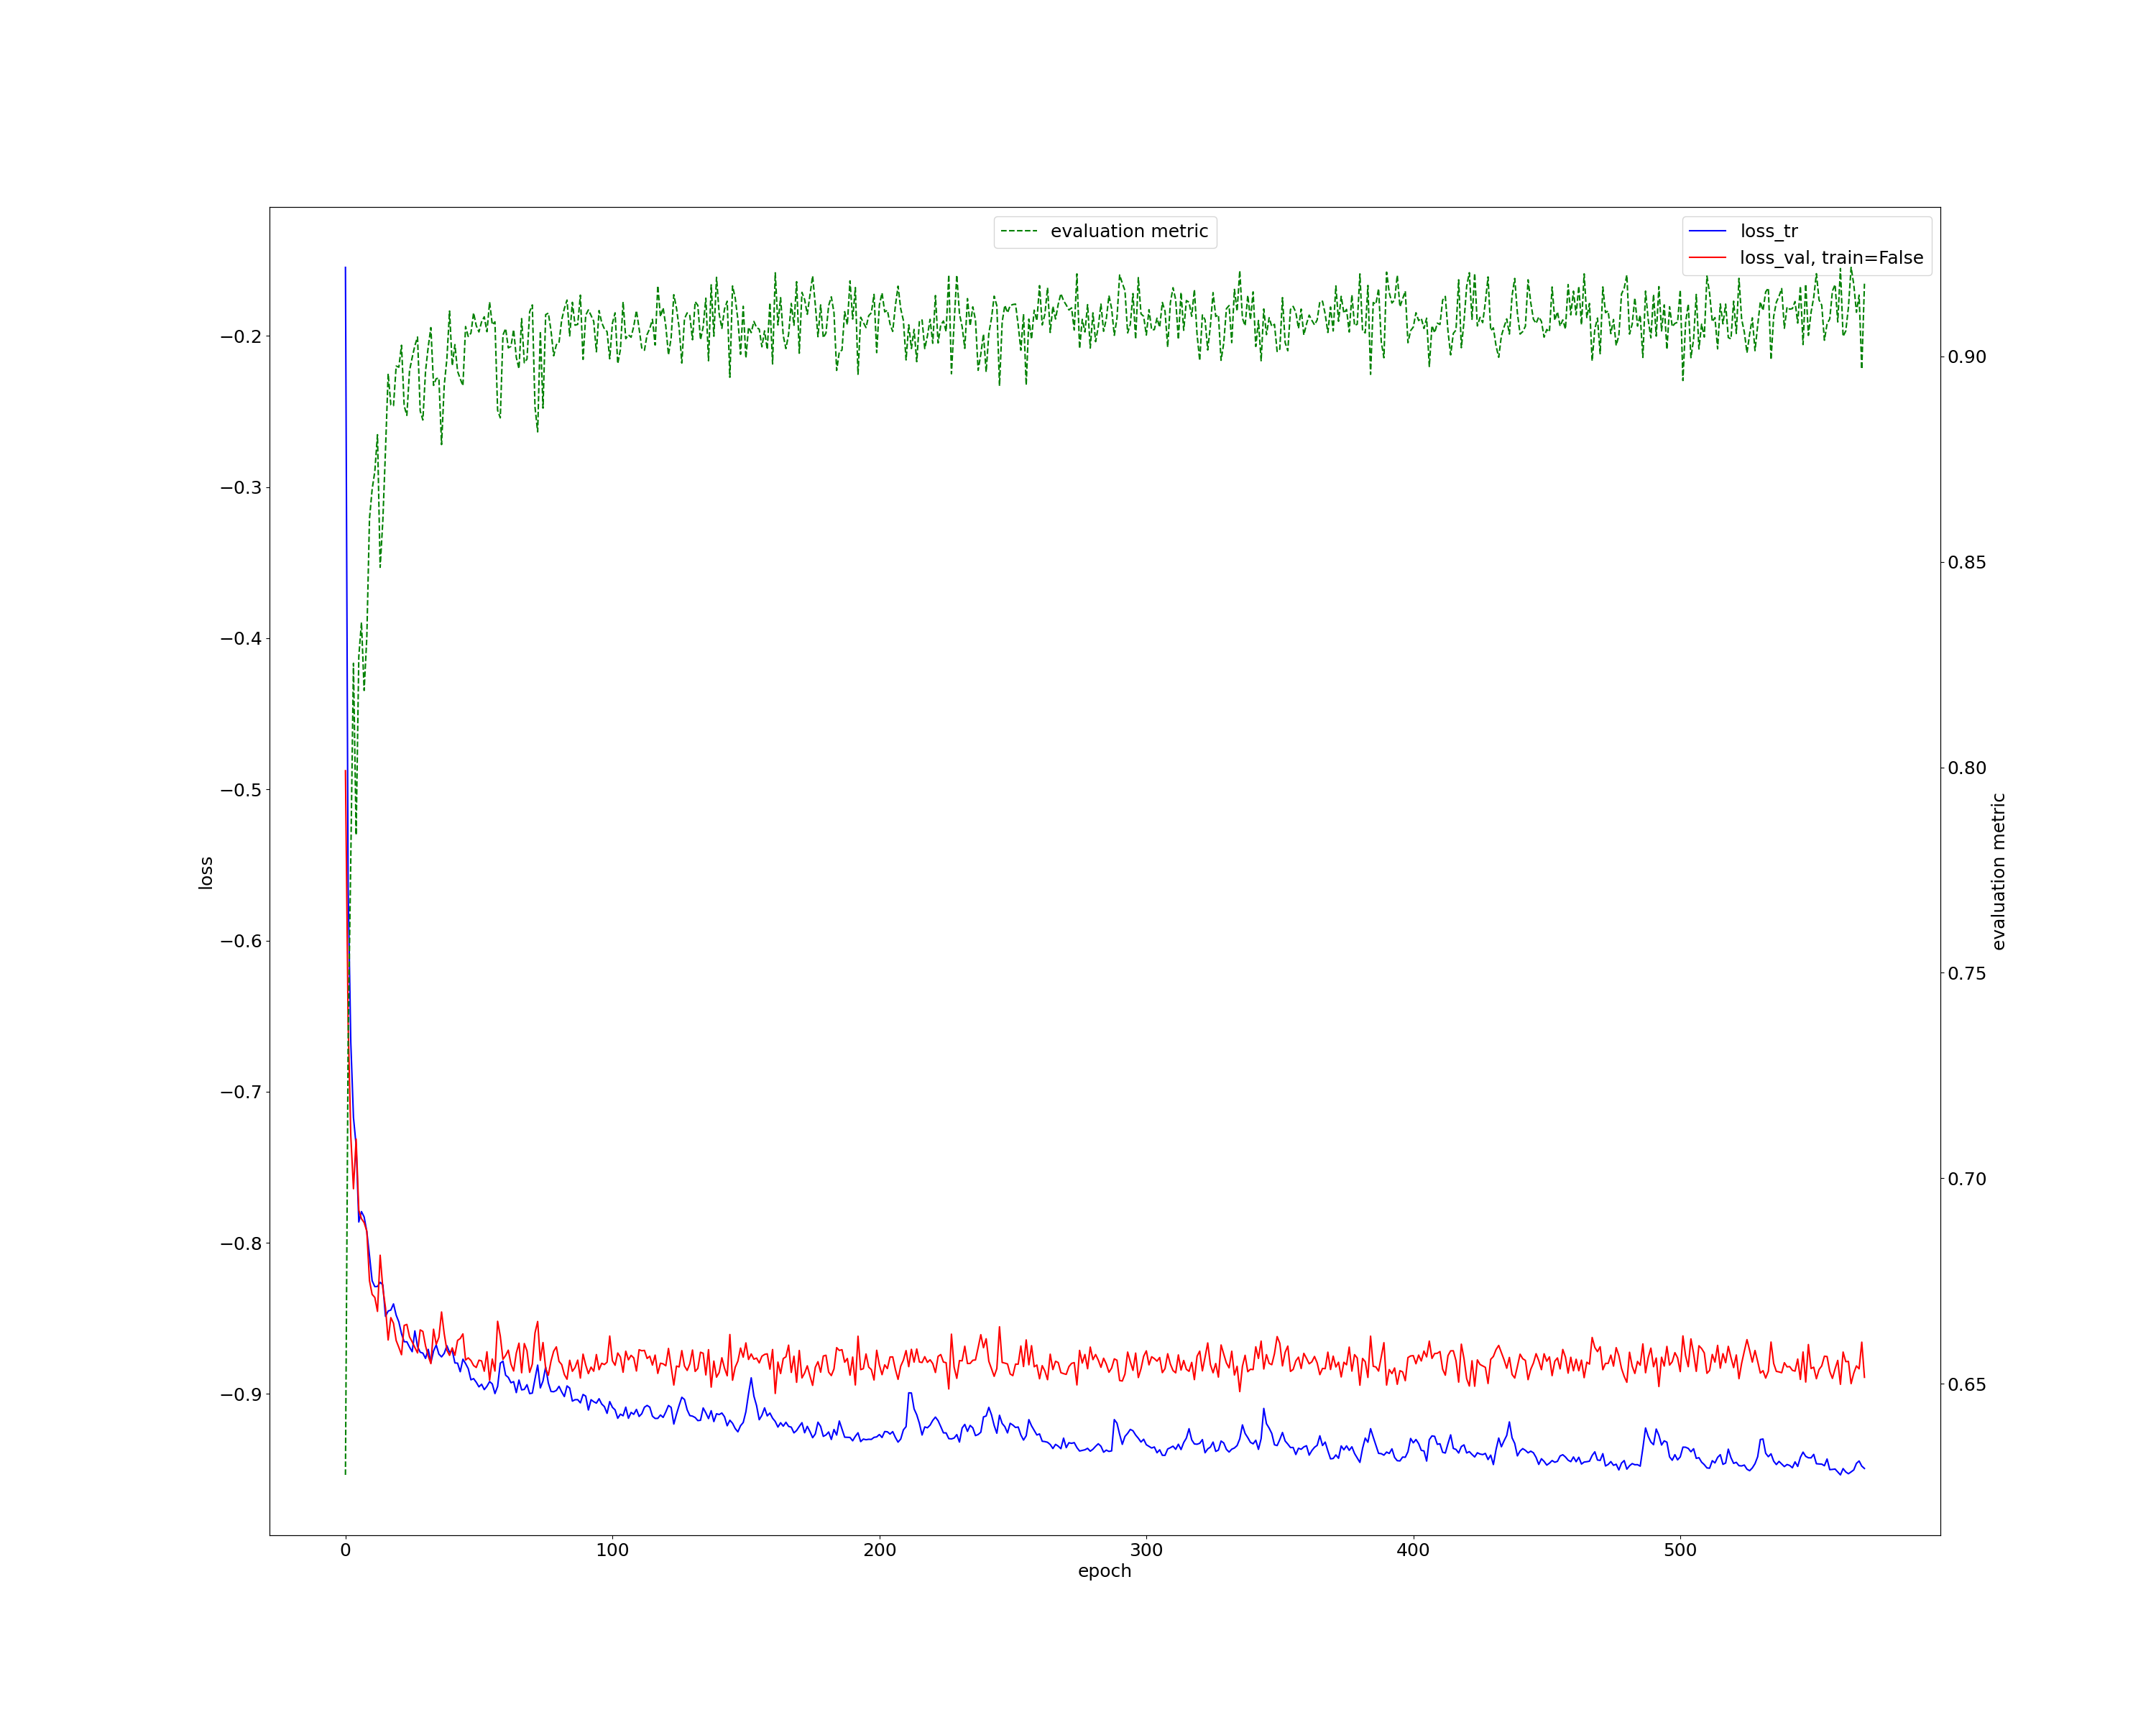 evaluation metric
loss_tr
loss_val, train=False
−0.2
−0.3
−0.4
−0.5
−0.6
−0.7
−0.8
−0.9
loss
0.90
0.85
0.80
0.75
0.70
0.65
evaluation metric
0 100 200 300 400 500
epoch